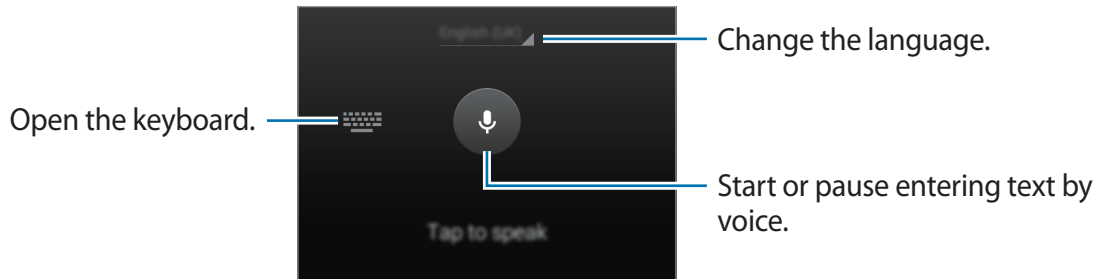 English (UK)
Change the language.
Open the keyboard.
Start or pause entering text by
voice.
Tap to speak